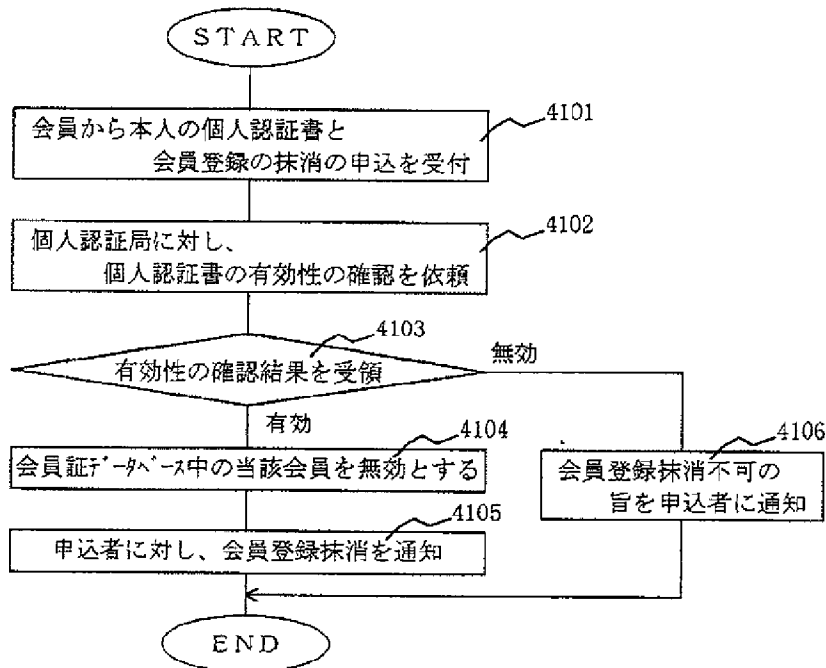 START
4101
会員から本人の個人認証書と
会員登録の抹消の申込を受付
4102
個人認証局に対し、
個人認証書の有効性の確認を依頼
4103
有効性の確認結果を受領
無効
有効
4104
会員証ﾃﾞｰﾀﾍﾞｰｽ中の当該会員を無効とする
4106
会員登録抹消不可の
旨を申込者に通知
4105
申込者に対し、会員登録抹消を通知
END